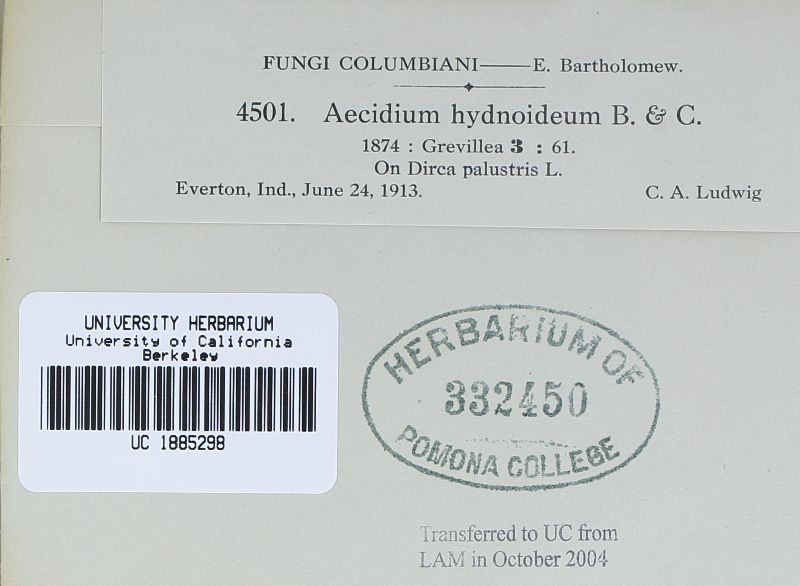 FUNGI COLUMBIANI——E. Bartholomew.
4501. Aecidium hydnoideum B. & C.
1874 : Grevillea 3 : 61.
On Dirca palustris L.
Everton, Ind., June 24, 1913. C. A. Ludwig
UNIVERSITY HERBARIUM
University of California
Berkeley
UC 1885298
HERBARIUM OF
332450
POMONA COLLEGE
Transferred to UC from
LAM in October 2004